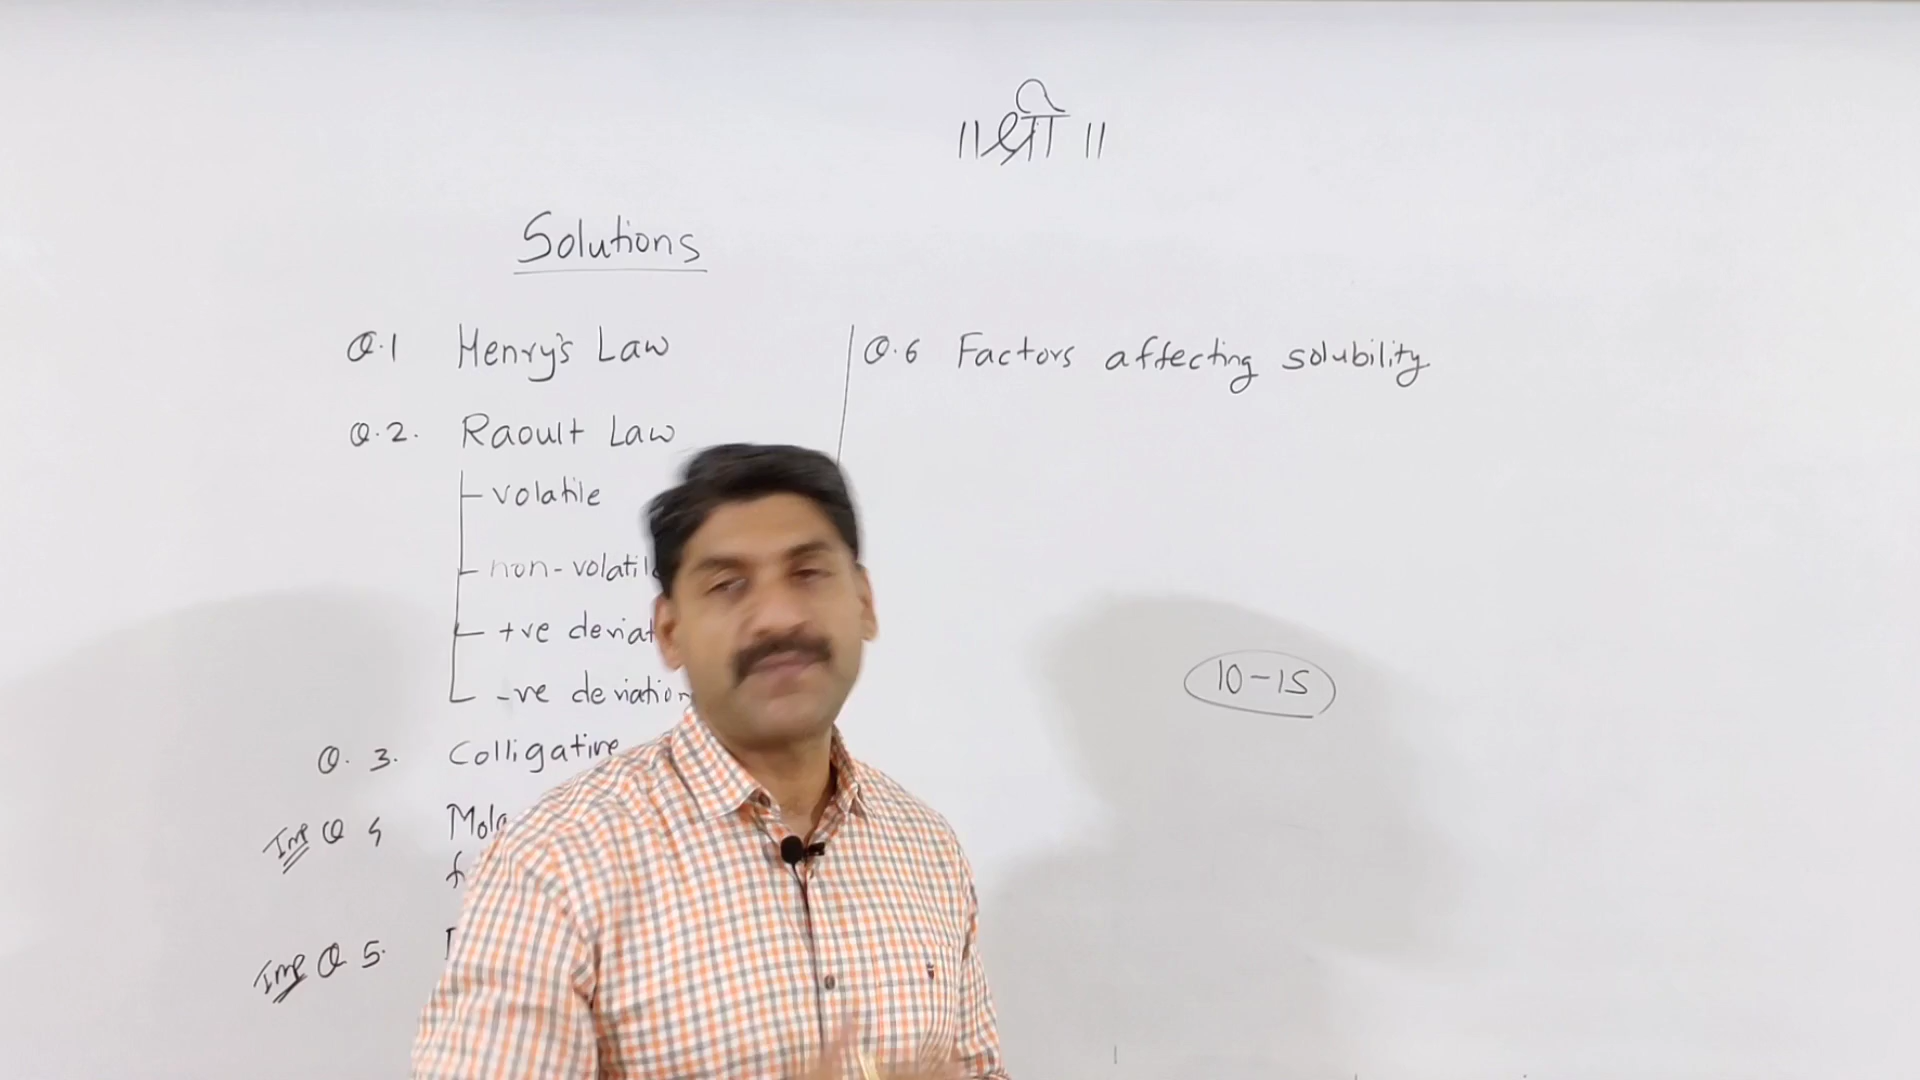 ॥ श्री ॥
Solutions
Q.1 Henry's Law
Q.2. Raoult Law
volatile
non-volatile
+ve deviat
-ve deviation
Q. 3. Colligative
Imp Q 4
Imp Q 5.
Q.6 Factors affecting solubility
10-15